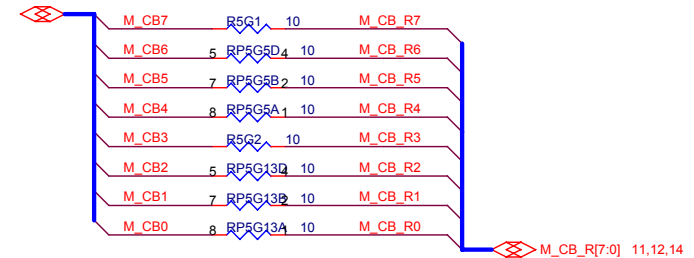 M_CB7 R5G1 10 M_CB_R7
M_CB6 5 RP5G5D 4 10 M_CB_R6
M_CB5 7 RP5G5B 2 10 M_CB_R5
M_CB4 8 RP5G5A 1 10 M_CB_R4
M_CB3 R5G2 10 M_CB_R3
M_CB2 5 RP5G13D 4 10 M_CB_R2
M_CB1 7 RP5G13B 2 10 M_CB_R1
M_CB0 8 RP5G13A 1 10 M_CB_R0
M_CB_R[7:0] 11,12,14